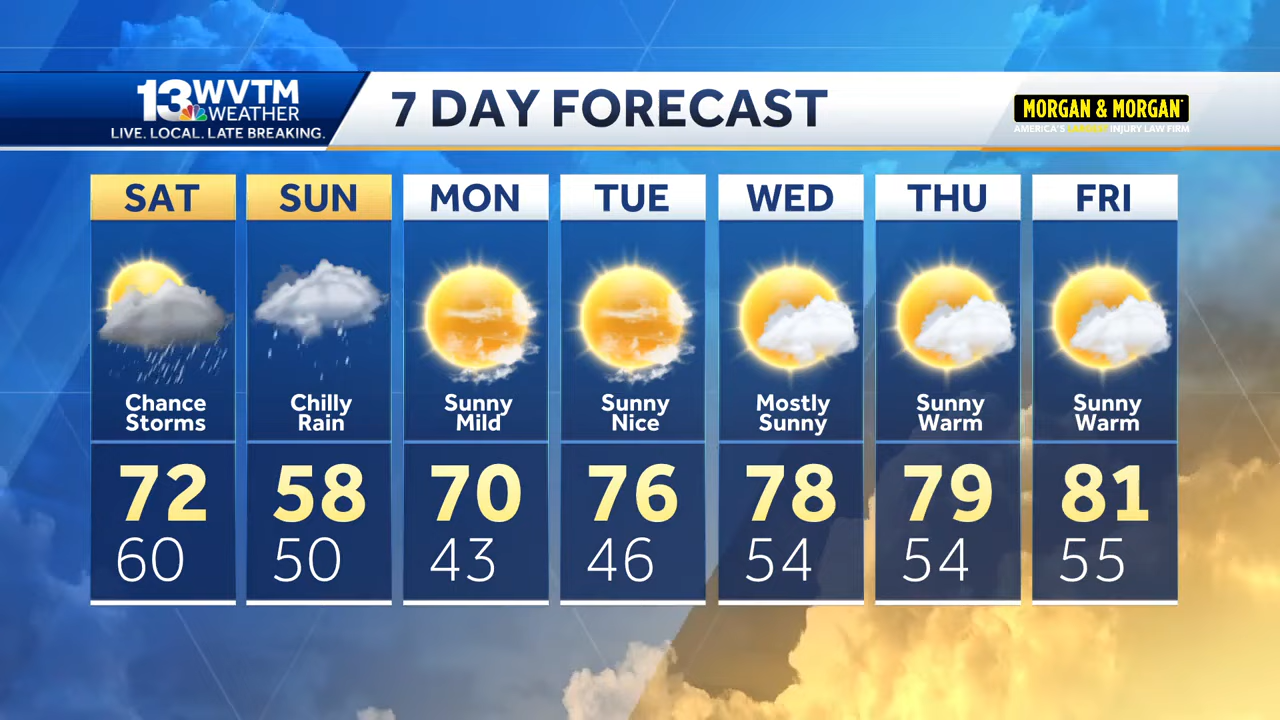 13 WVTM
WEATHER
LIVE. LOCAL. LATE BREAKING.
7 DAY FORECAST
MORGAN & MORGAN
AMERICA'S LARGEST INJURY LAW FIRM
SAT
Chance
Storms
72
60
SUN
Chilly
Rain
58
50
MON
Sunny
Mild
70
43
TUE
Sunny
Nice
76
46
WED
Mostly
Sunny
78
54
THU
Sunny
Warm
79
54
FRI
Sunny
Warm
81
55